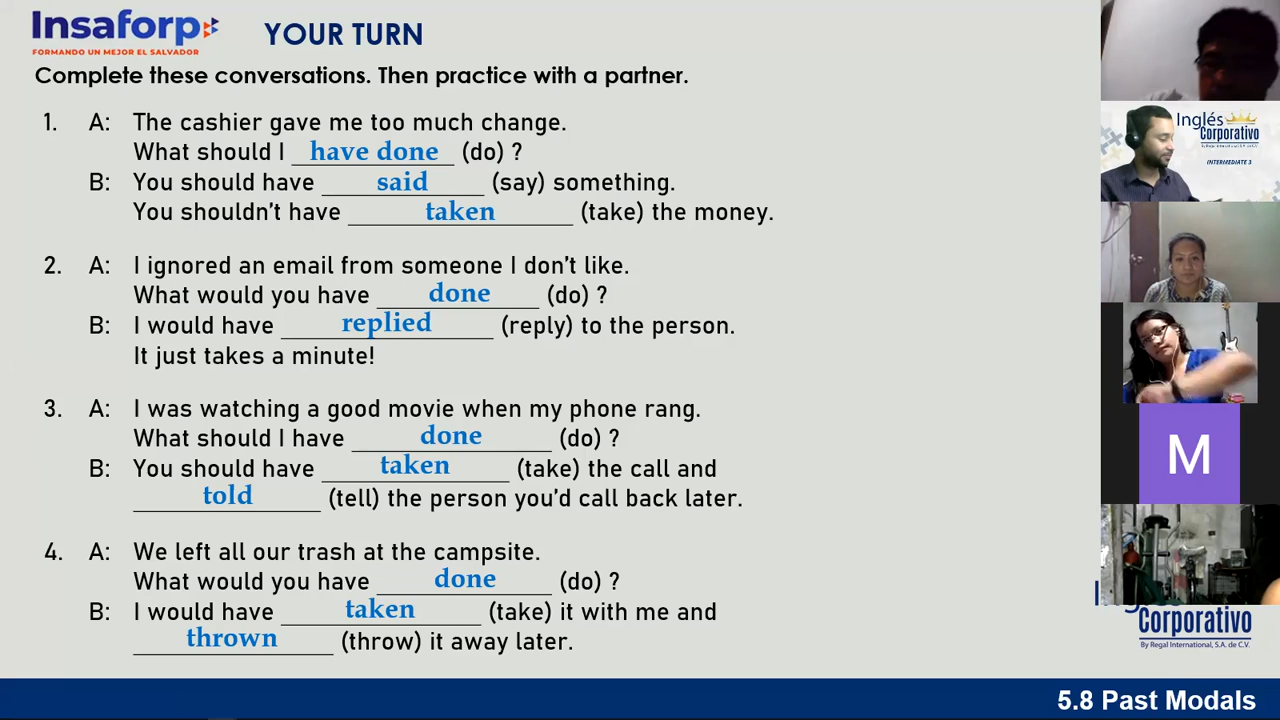 Insaforp
FORMANDO UN MEJOR EL SALVADOR
YOUR TURN
Complete these conversations. Then practice with a partner.
1. A: The cashier gave me too much change.
What should I have done (do) ?
B: You should have said (say) something.
You shouldn't have taken (take) the money.
2. A: I ignored an email from someone I don't like.
What would you have done (do) ?
B: I would have replied (reply) to the person.
It just takes a minute!
3. A: I was watching a good movie when my phone rang.
What should I have done (do) ?
B: You should have taken (take) the call and
told (tell) the person you'd call back later.
4. A: We left all our trash at the campsite.
What would you have done (do) ?
B: I would have taken (take) it with me and
thrown (throw) it away later.
Inglés
Corporativo
By Regal International, S.A. de C.V.
INTERMEDIATE 3
M
Corporativo
By Regal International, S.A. de C.V.
5.8 Past Modals